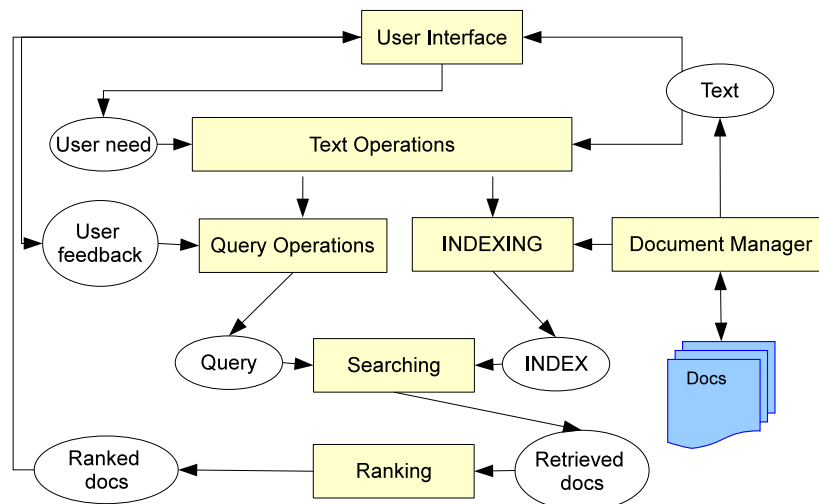 User Interface
Text
User need
Text Operations
User
feedback
Query Operations
INDEXING
Document Manager
Query
Searching
INDEX
Docs
Ranked
docs
Ranking
Retrieved
docs